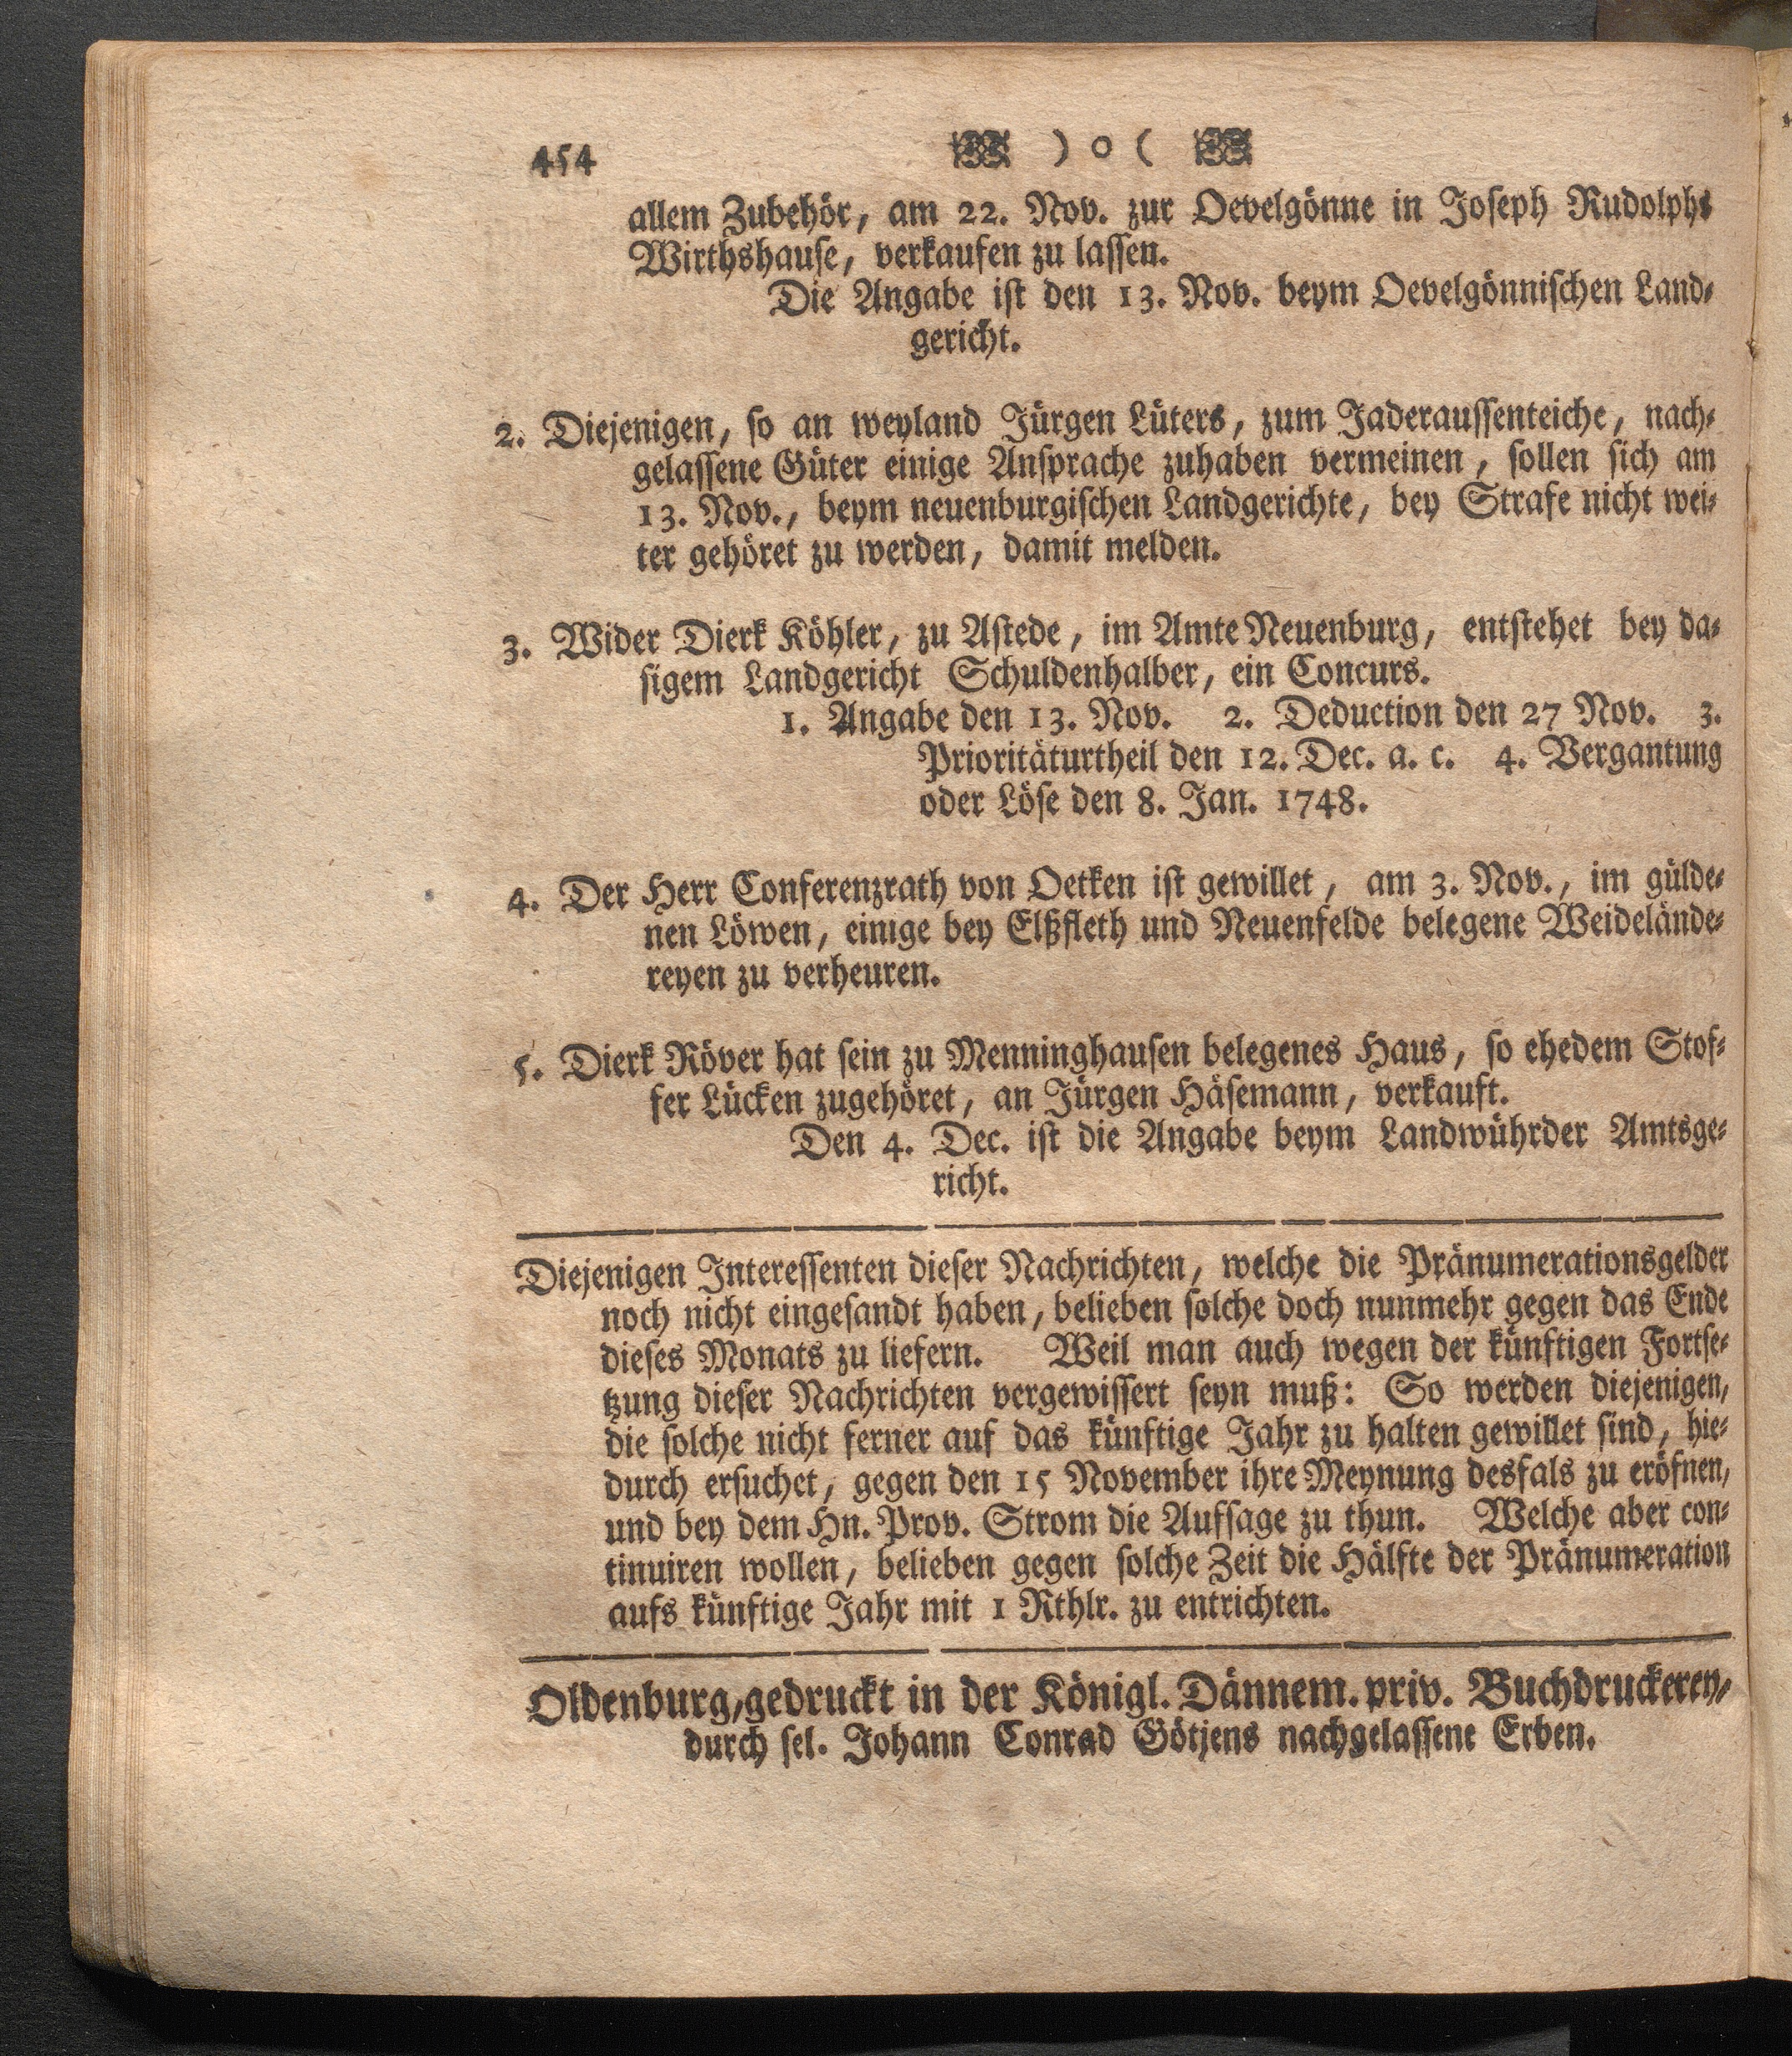 454 ) o (
allem Zubehör, am 22. Nov. zur Oevelgönne in Joseph Rudolphs
Wirthshause, verkaufen zu lassen.
Die Angabe ist den 13. Nov. beym Oevelgönnischen Land-
gericht.
2. Diejenigen, so an weyland Jürgen Lüters, zum Jaderaussenteiche, nach-
gelassene Güter einige Ansprache zuhaben vermeinen, sollen sich am
13. Nov., beym neuenburgischen Landgerichte, bey Strafe nicht wei-
ter gehöret zu werden, damit melden.
3. Wider Dierk Köhler, zu Astede, im Amte Neuenburg, entstehet bey da-
sigem Landgericht Schuldenhalber, ein Concurs.
1. Angabe den 13. Nov. 2. Deduction den 27 Nov. 3.
Prioritäturtheil den 12. Dec. a. c. 4. Vergantung
oder Löse den 8. Jan. 1748.
4. Der Herr Conferenzrath von Oetken ist gewillet, am 3. Nov., im gülde-
nen Löwen, einige bey Elßfleth und Neuenfelde belegene Weidelände-
reyen zu verheuren.
5. Dierk Röver hat sein zu Menninghausen belegenes Haus, so ehedem Stof-
fer Lücken zugehöret, an Jürgen Häsemann, verkauft.
Den 4. Dec. ist die Angabe beym Landwührder Amtsge-
richt.
Diejenigen Interessenten dieser Nachrichten, welche die Pränumerationsgelder
noch nicht eingesandt haben, belieben solche doch nunmehr gegen das Ende
dieses Monats zu liefern. Weil man auch wegen der künftigen Fortse-
tzung dieser Nachrichten vergewissert seyn muß: So werden diejenigen,
die solche nicht ferner auf das künftige Jahr zu halten gewillet sind, hie-
durch ersuchet, gegen den 15 November ihre Meynung desfals zu eröfnen,
und bey dem Hn. Prov. Strom die Aufsage zu thun. Welche aber con-
tinuiren wollen, belieben gegen solche Zeit die Hälfte der Pränumeration
aufs künftige Jahr mit 1 Rthlr. zu entrichten.
Oldenburg, gedruckt in der Königl. Dännem. priv. Buchdruckerey,
durch sel. Johann Conrad Götjens nachgelassene Erben.